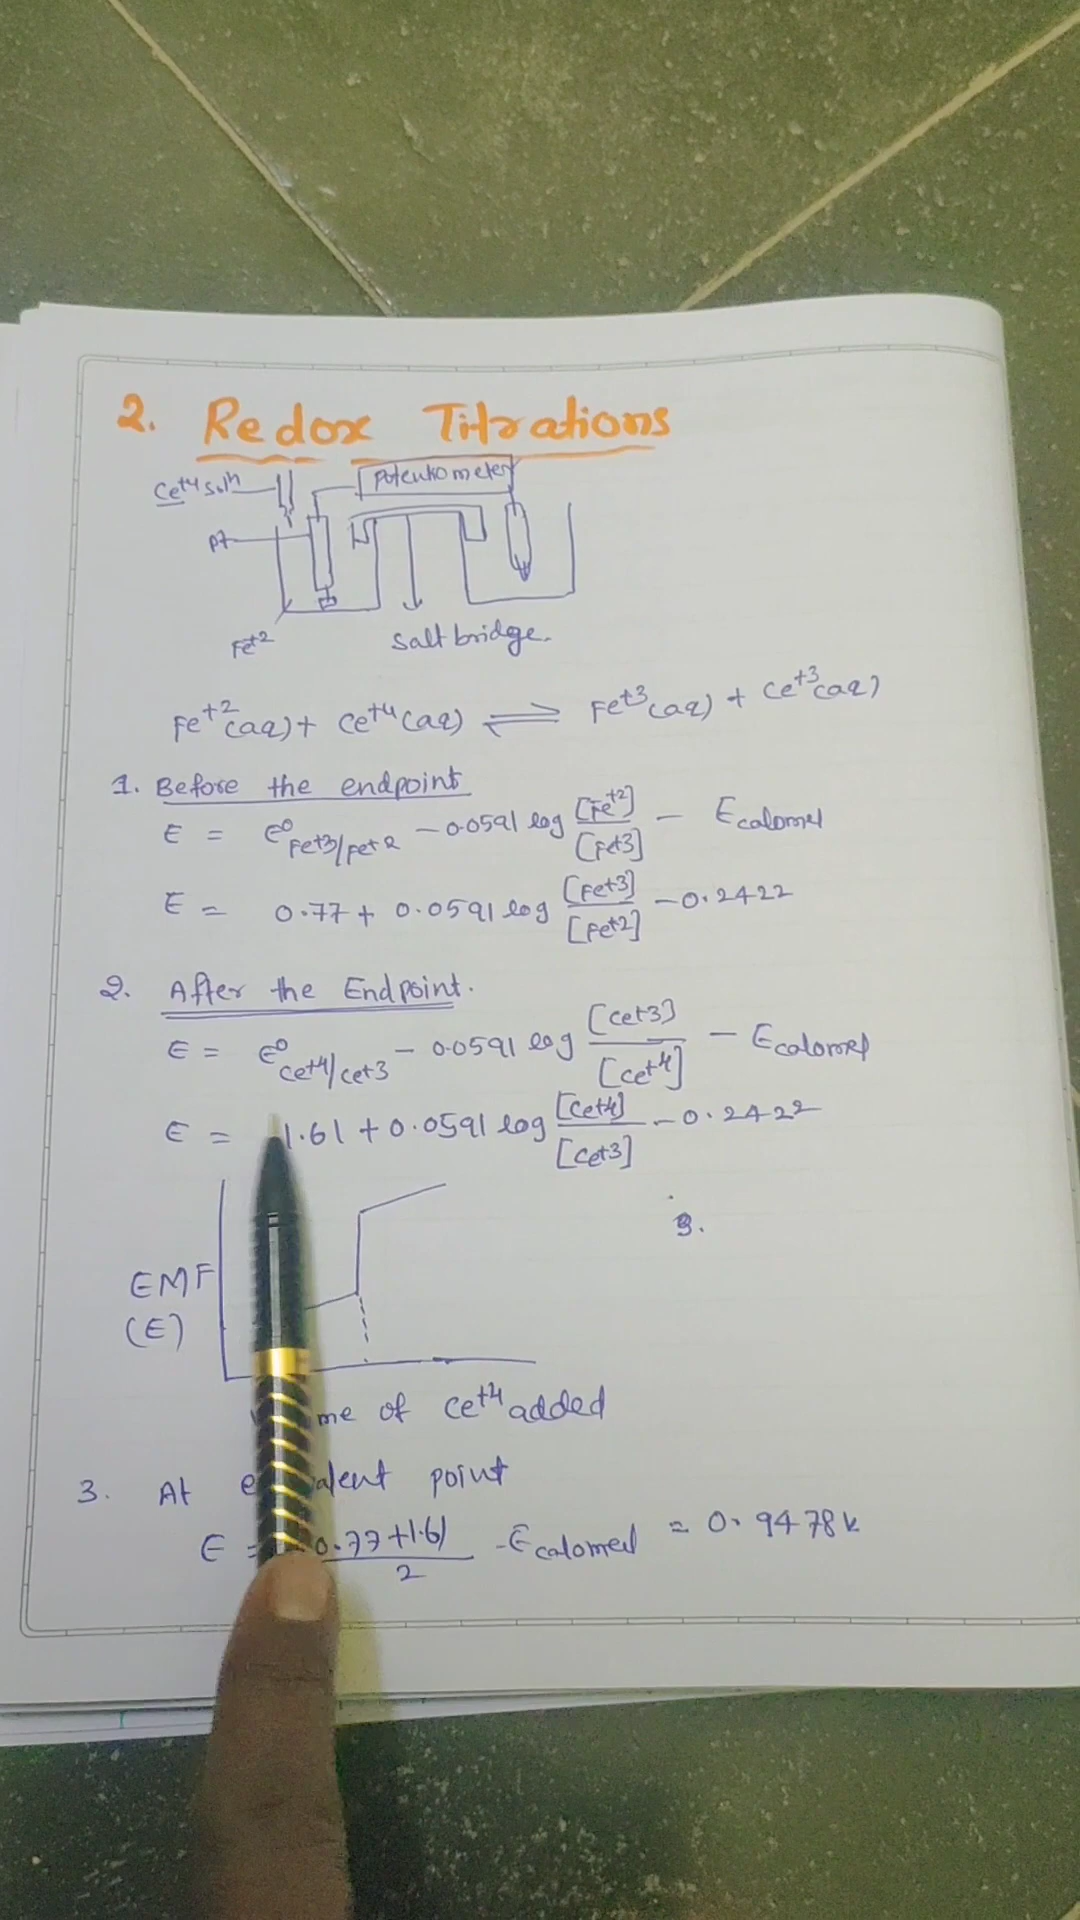 2. Redox Titrations
Ce+4 Soln
Potentiometer
Pt
Fe+2
Salt bridge.
Fe+2(aq) + Ce+4(aq) ⇌ Fe+3(aq) + Ce+3(aq)
1. Before the endpoint
E = E°Fe+3/Fe+2 - 0.0591 log [Fe+2]/[Fe+3] - Ecalomel
E = 0.77 + 0.0591 log [Fe+3]/[Fe+2] - 0.2422
2. After the Endpoint.
E = E°Ce+4/Ce+3 - 0.0591 log [Ce+3]/[Ce+4] - Ecalomel
E = 1.61 + 0.0591 log [Ce+4]/[Ce+3] - 0.2422
3.
EMF
(E)
me of Ce+4 added
3. At point
E = 0.77 + 1.61/2 - Ecalomel = 0.9478